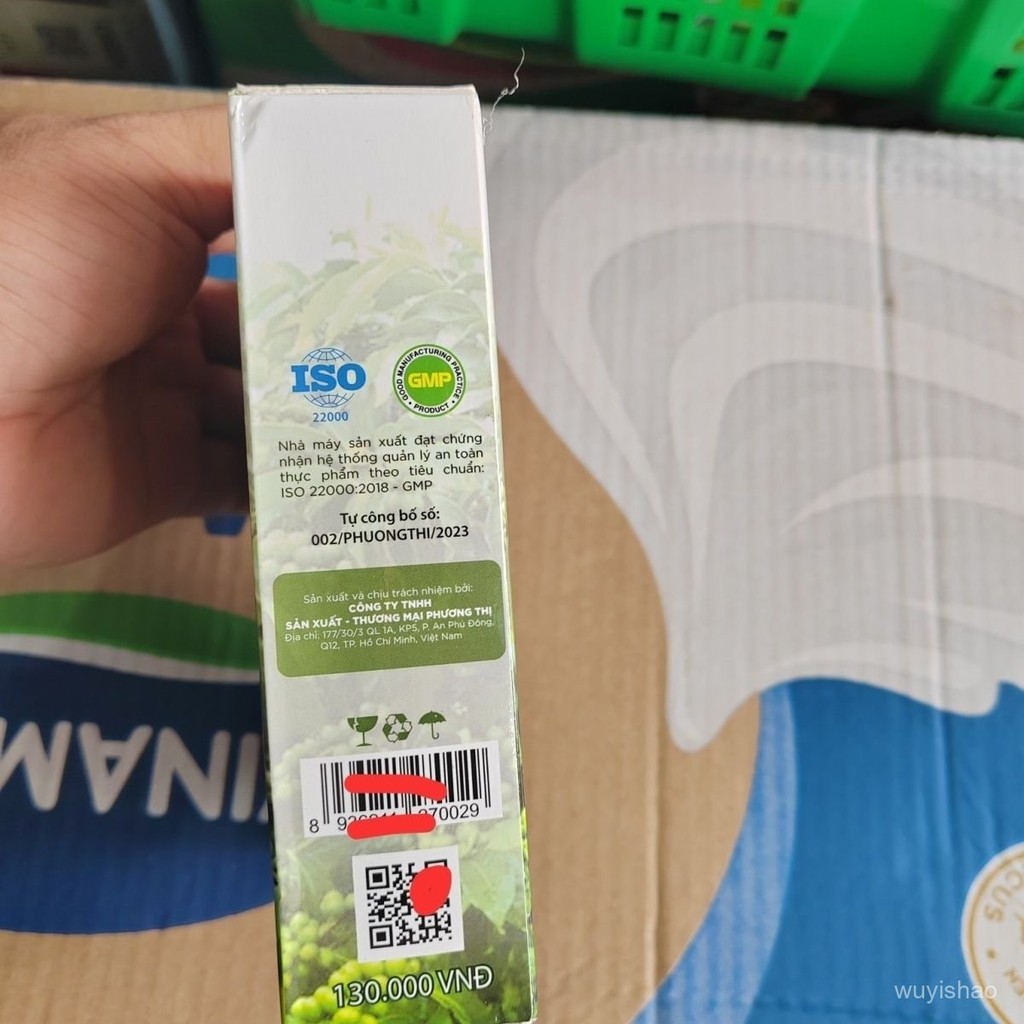 ISO
22000
GOOD MANUFACTURING PRACTICE
GMP
• PRODUCT •
Nhà máy sản xuất đạt chứng
nhận hệ thống quản lý an toàn
thực phẩm theo tiêu chuẩn:
ISO 22000:2018 - GMP
Tự công bố số:
002/PHUONGTHI/2023
Sản xuất và chịu trách nhiệm bởi:
CÔNG TY TNHH
SẢN XUẤT - THƯƠNG MẠI PHƯƠNG THỊ
Địa chỉ: 177/30/3 QL 1A, KP5, P. An Phú Đông,
Q12, TP. Hồ Chí Minh, Việt Nam
8 70029
130.000 VNĐ
VINAM
wuyishao